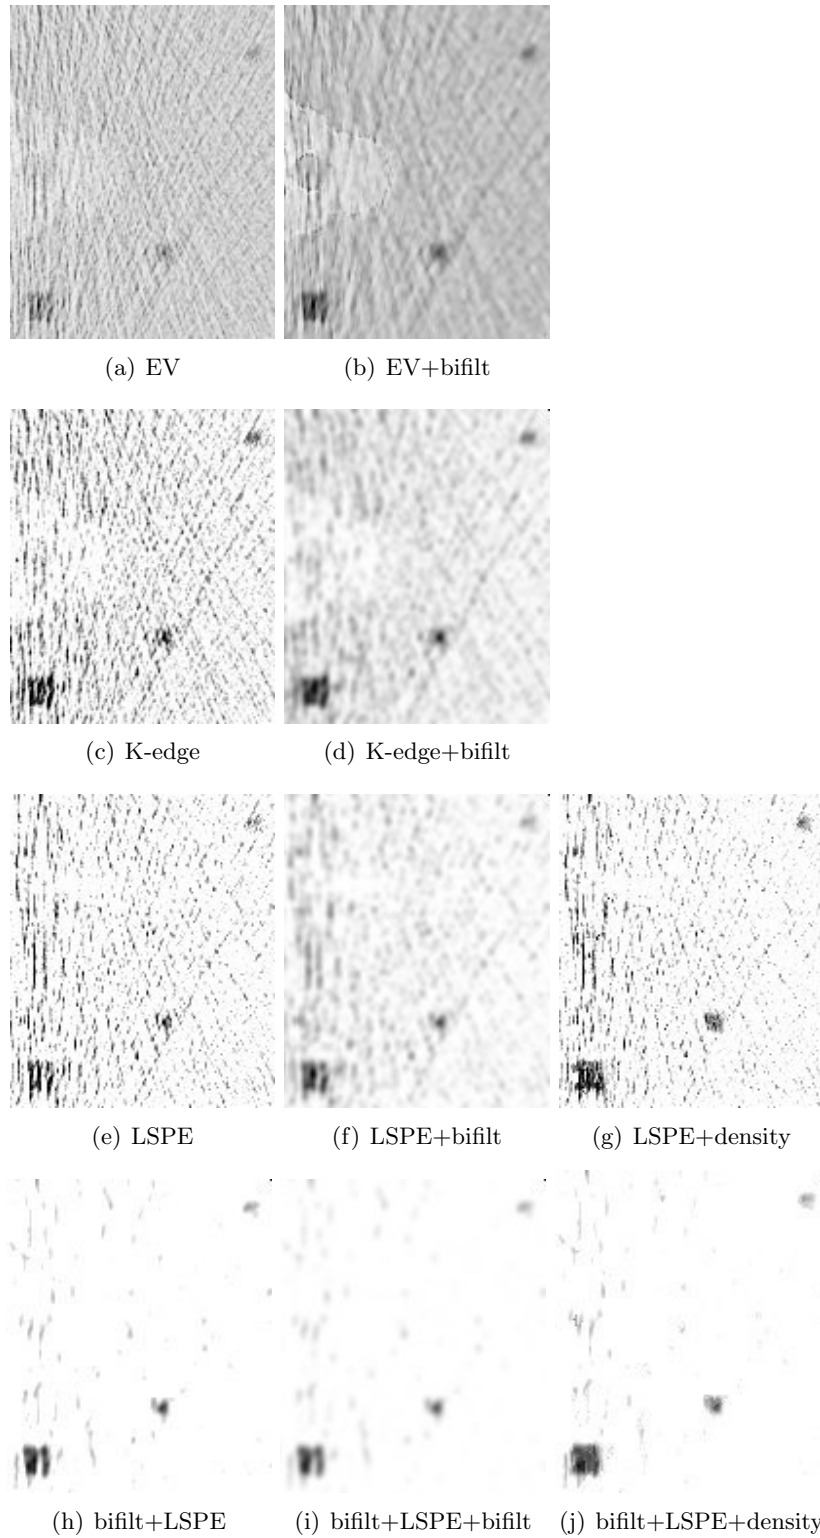 (a) EV
(b) EV+bifilt
(c) K-edge
(d) K-edge+bifilt
(e) LSPE
(f) LSPE+bifilt
(g) LSPE+density
(h) bifilt+LSPE
(i) bifilt+LSPE+bifilt
(j) bifilt+LSPE+density